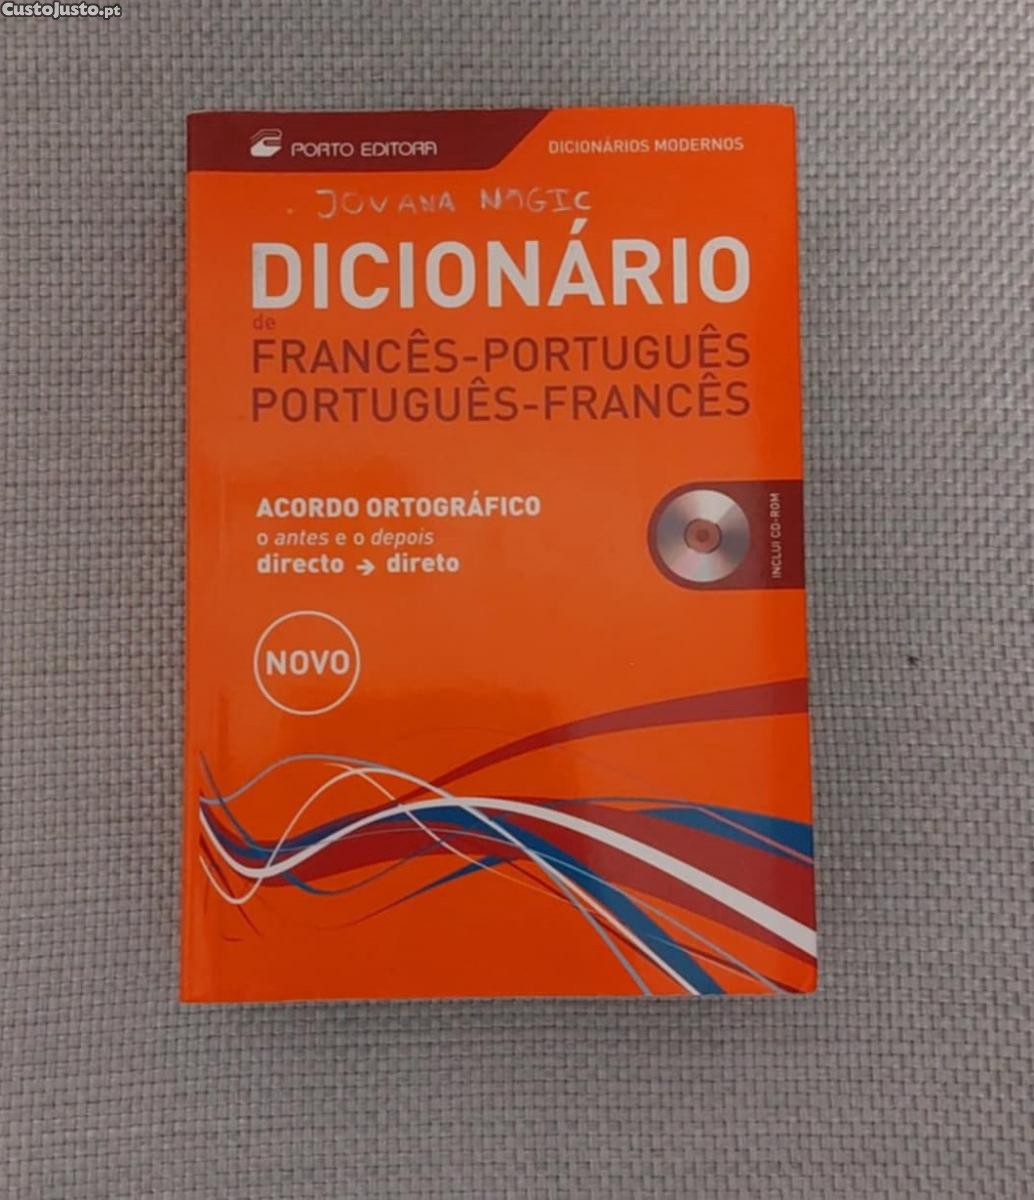 CustoJusto.pt
PORTO EDITORA
DICIONÁRIOS MODERNOS
JOVANA NOGIC
DICIONÁRIO
de
FRANCÊS-PORTUGUÊS
PORTUGUÊS-FRANCÊS
ACORDO ORTOGRÁFICO
o antes e o depois
directo → direto
INCLUI CD-ROM
NOVO